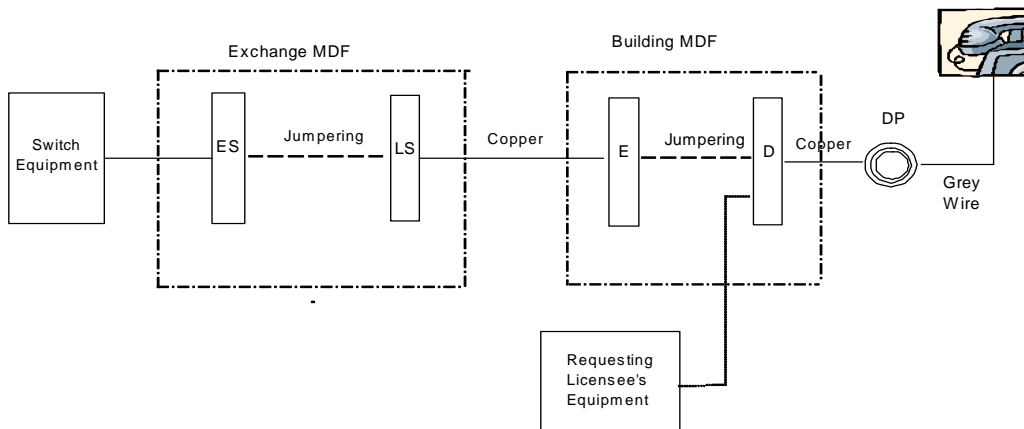 Exchange MDF
Building MDF
Switch
Equipment
ES
Jumpering
LS
Copper
E
Jumpering
D
Copper
DP
Grey
Wire
Requesting
Licensee's
Equipment